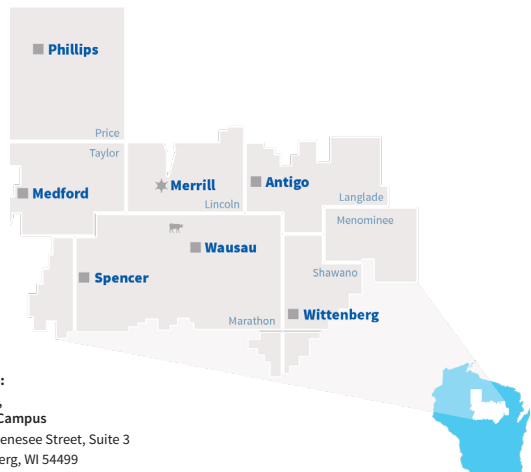 Phillips
Price
Taylor
Medford
Merrill
Lincoln
Antigo
Langlade
Menominee
Wausau
Spencer
Shawano
Marathon
Wittenberg
:
,
Campus
enesee Street, Suite 3
erg, WI 54499